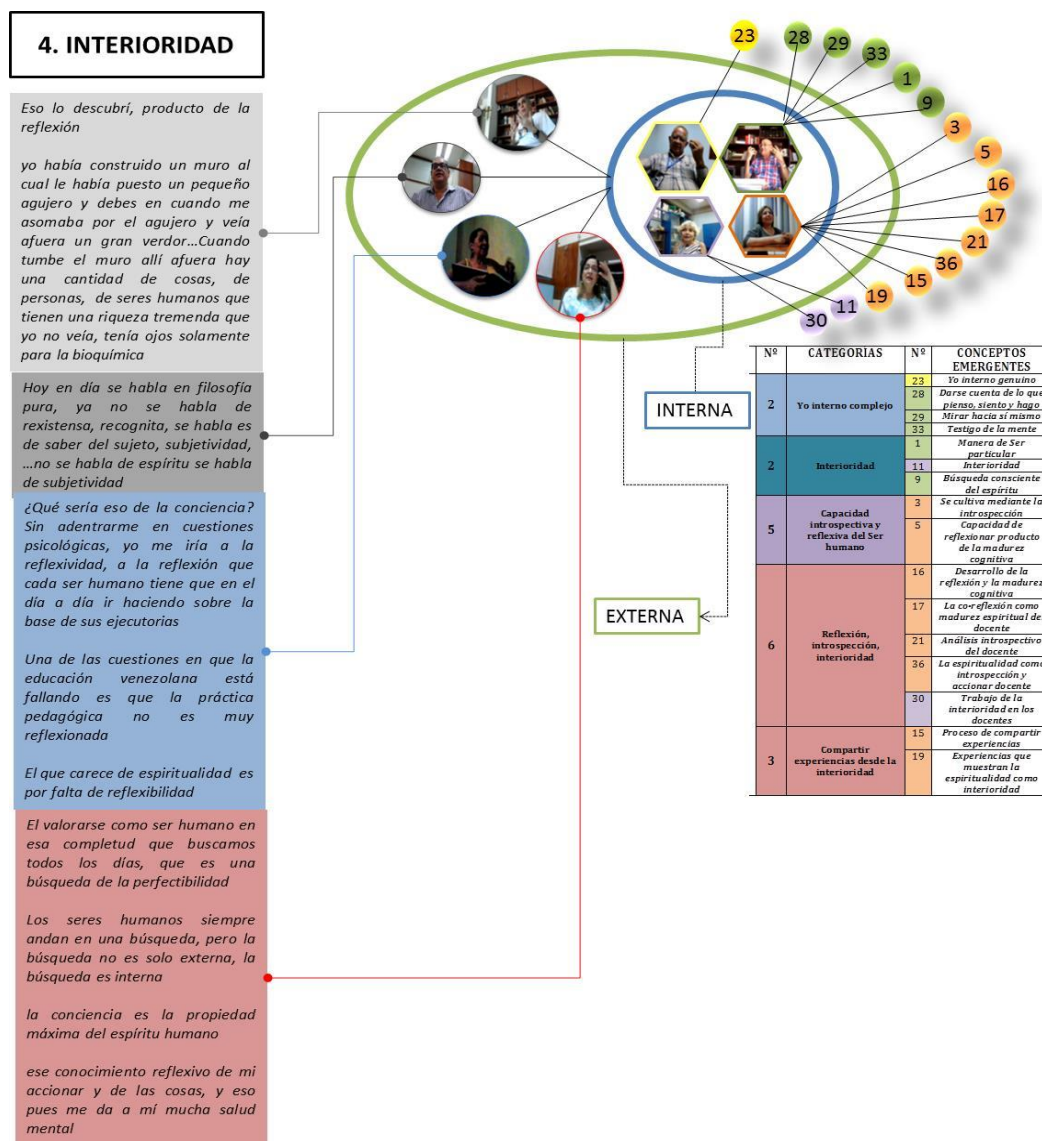 4. INTERIORIDAD
Eso lo descubrí, producto de la
reflexión
yo había construido un muro al
cual le había puesto un pequeño
agujero y debes en cuando me
asomaba por el agujero y veía
afuera un gran verdor...Cuando
tumbe el muro allí afuera hay
una cantidad de cosas, de
personas, de seres humanos que
tienen una riqueza tremenda que
yo no veía, tenía ojos solamente
para la bioquímica
Hoy en día se habla en filosofía
pura, ya no se habla de
rexistensa, recognita, se habla es
de saber del sujeto, subjetividad,
...no se habla de espíritu se habla
de subjetividad
¿Qué sería eso de la conciencia?
Sin adentrarme en cuestiones
psicológicas, yo me iría a la
reflexividad, a la reflexión que
cada ser humano tiene que en el
día a día ir haciendo sobre la
base de sus ejecutorias
Una de las cuestiones en que la
educación venezolana está
fallando es que la práctica
pedagógica no es muy
reflexionada
El que carece de espiritualidad es
por falta de reflexibilidad
El valorarse como ser humano en
esa completud que buscamos
todos los días, que es una
búsqueda de la perfectibilidad
Los seres humanos siempre
andan en una búsqueda, pero la
búsqueda no es solo externa, la
búsqueda es interna
la conciencia es la propiedad
máxima del espíritu humano
ese conocimiento reflexivo de mi
accionar y de las cosas, y eso
pues me da a mí mucha salud
mental
23
28
29
33
1
9
3
5
16
17
21
36
15
19
11
30
INTERNA
EXTERNA
Nº CATEGORIAS Nº CONCEPTOS
EMERGENTES
2 Yo interno complejo
23 Yo interno genuino
28 Darse cuenta de lo que
pienso, siento y hago
29 Mirar hacia sí mismo
33 Testigo de la mente
2 Interioridad
1 Manera de Ser
particular
11 Interioridad
9 Búsqueda consciente
del espíritu
5 Capacidad
introspectiva y
reflexiva del Ser
humano
3 Se cultiva mediante la
introspección
5 Capacidad de
reflexionar producto
de la madurez
cognitiva
6 Reflexión,
introspección,
interioridad
16 Desarrollo de la
reflexión y la madurez
cognitiva
17 La co-reflexión como
madurez espiritual del
docente
21 Análisis introspectivo
del docente
36 La espiritualidad como
introspección y
accionar docente
30 Trabajo de la
interioridad en los
docentes
3 Compartir
experiencias desde la
interioridad
15 Proceso de compartir
experiencias
19 Experiencias que
muestran la
espiritualidad como
interioridad